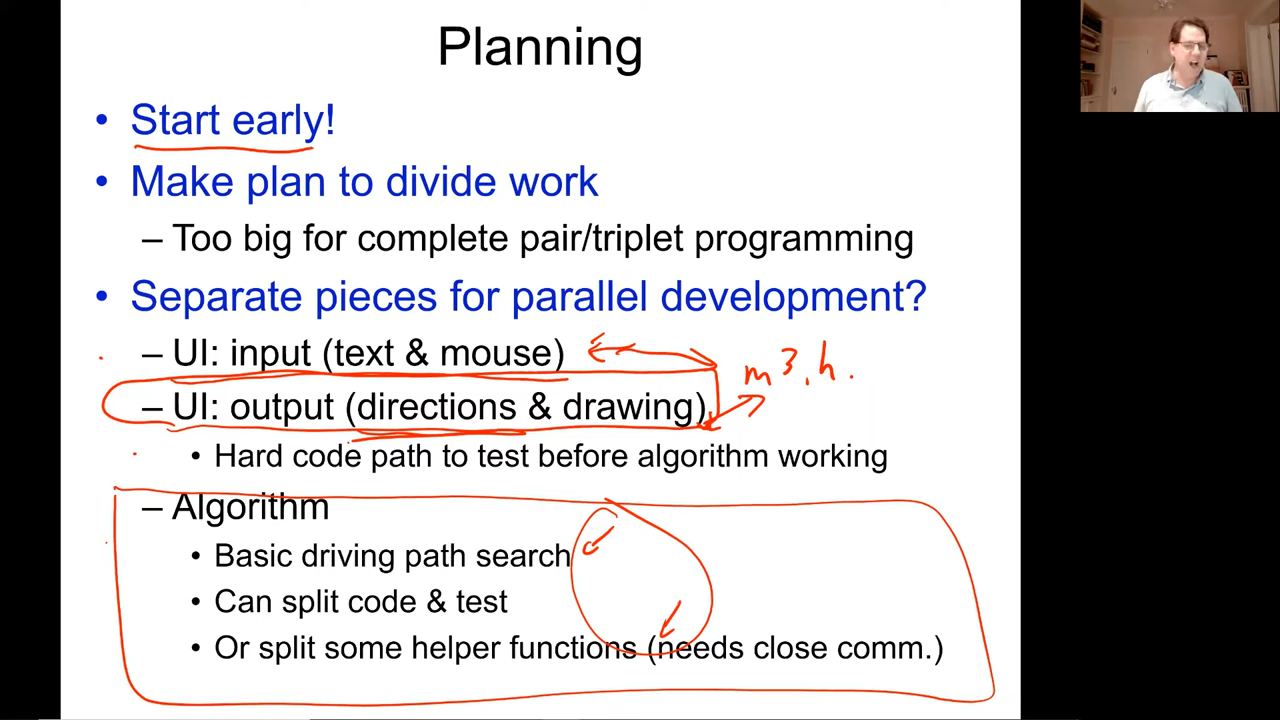 Planning
• Start early!
• Make plan to divide work
– Too big for complete pair/triplet programming
• Separate pieces for parallel development?
– UI: input (text & mouse)
m3.h.
– UI: output (directions & drawing)
• Hard code path to test before algorithm working
– Algorithm
• Basic driving path search
• Can split code & test
• Or split some helper functions (needs close comm.)